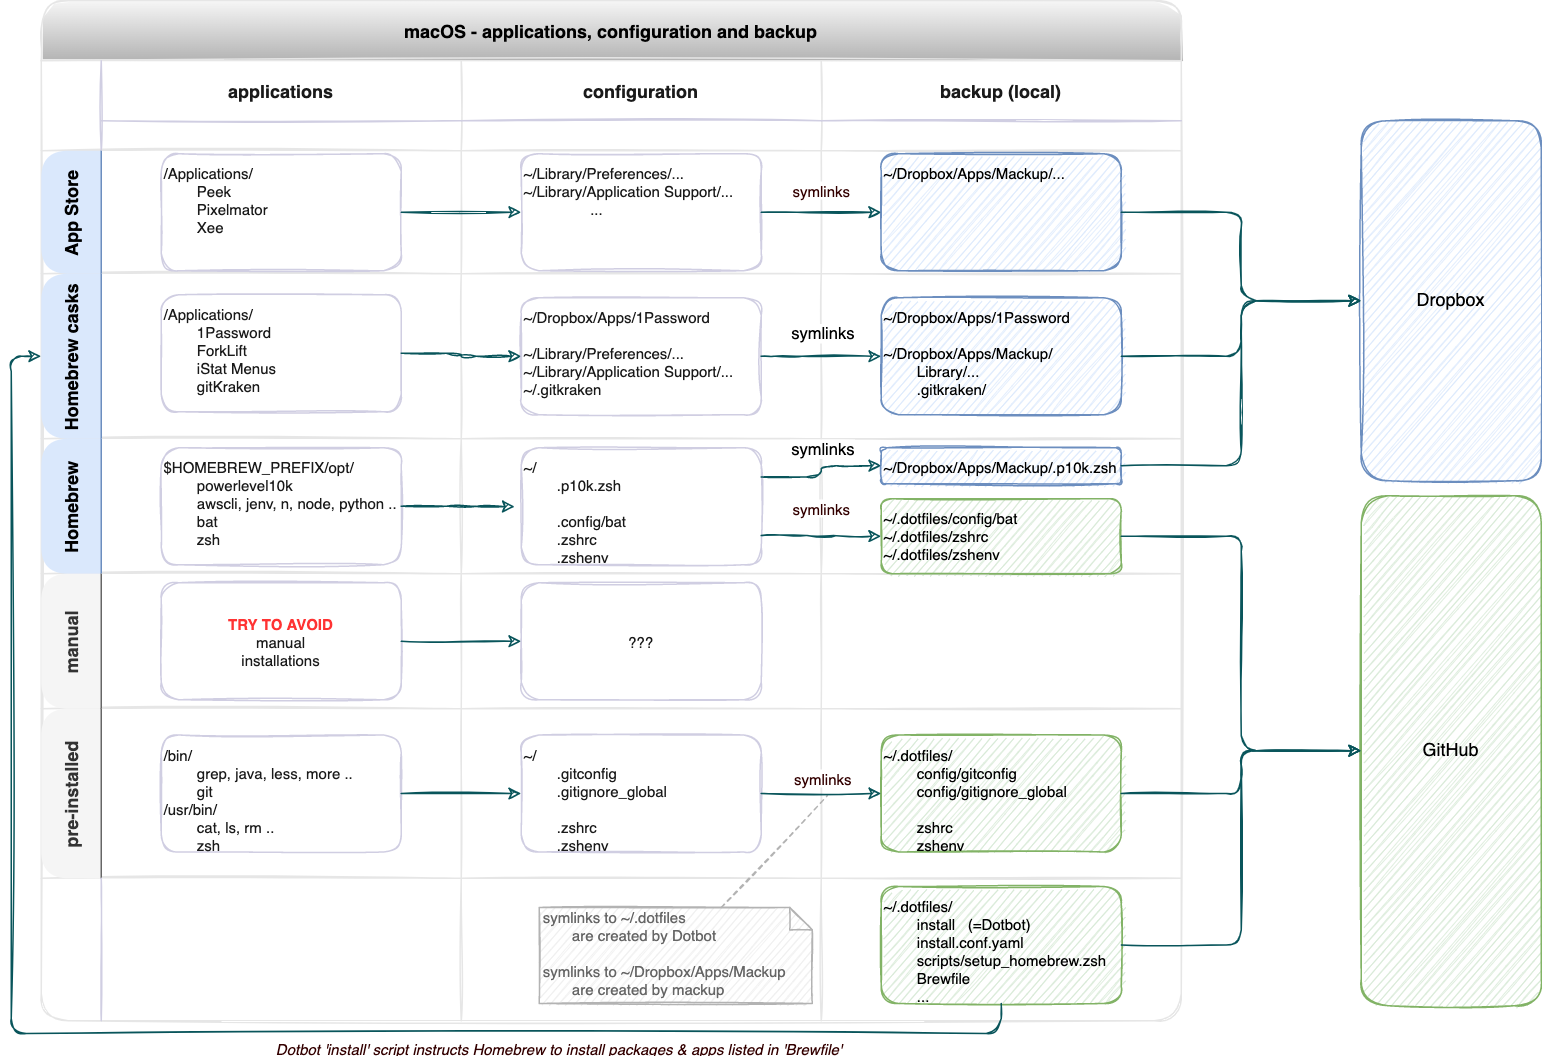 macOS - applications, configuration and backup
applications
configuration
backup (local)
App Store
/Applications/
Peek
Pixelmator
Xee
~/Library/Preferences/...
~/Library/Application Support/...
...
symlinks
~/Dropbox/Apps/Mackup/...
Dropbox
Homebrew casks
/Applications/
1Password
ForkLift
iStat Menus
gitKraken
~/Dropbox/Apps/1Password
~/Library/Preferences/...
~/Library/Application Support/...
~/.gitkraken
symlinks
~/Dropbox/Apps/1Password
~/Dropbox/Apps/Mackup/
Library/...
.gitkraken/
Homebrew
$HOMEBREW_PREFIX/opt/
powerlevel10k
awscli, jenv, n, node, python ..
bat
zsh
~/
.p10k.zsh
.config/bat
.zshrc
.zshenv
symlinks
~/Dropbox/Apps/Mackup/.p10k.zsh
symlinks
~/.dotfiles/config/bat
~/.dotfiles/zshrc
~/.dotfiles/zshenv
manual
TRY TO AVOID
manual
installations
???
GitHub
pre-installed
/bin/
grep, java, less, more ..
git
/usr/bin/
cat, ls, rm ..
zsh
~/
.gitconfig
.gitignore_global
.zshrc
.zshenv
symlinks
~/.dotfiles/
config/gitconfig
config/gitignore_global
zshrc
zshenv
symlinks to ~/.dotfiles
are created by Dotbot
symlinks to ~/Dropbox/Apps/Mackup
are created by mackup
~/.dotfiles/
install (=Dotbot)
install.conf.yaml
scripts/setup_homebrew.zsh
Brewfile
...
Dotbot 'install' script instructs Homebrew to install packages & apps listed in 'Brewfile'